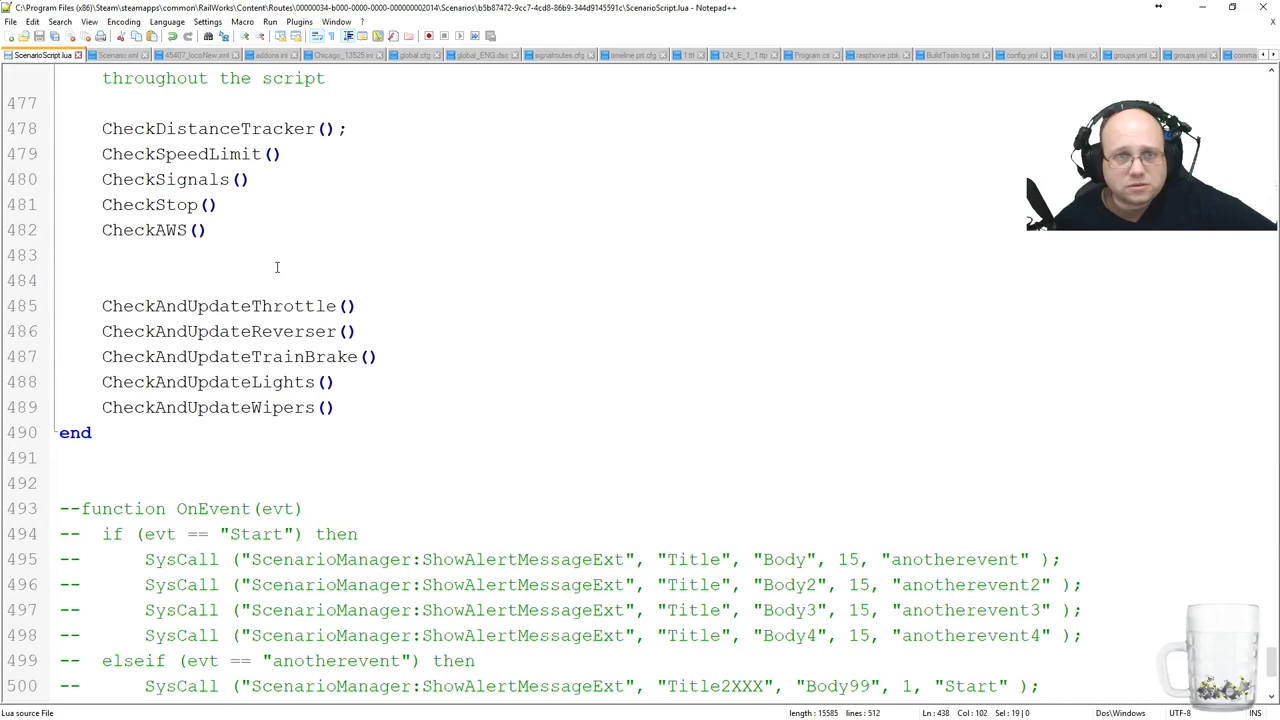 C:\Program Files (x86)\Steam\steamapps\common\RailWorks\Content\Routes\00000034-b000-0000-0000-000000002014\Scenarios\b5b87472-9cc7-4cd8-86b9-344d9145591c\ScenarioScript.lua - Notepad++
File Edit Search View Encoding Language Settings Macro Run Plugins Window ?
ScenarioScript.lua Scenario.xml 45407_locoNew.xml addons.ini Chicago_13525.ini global.cfg global_ENG.dsc signalroutes.cfg timeline prt.cfg 1.ttl 124_E_1_1.ttp Program.cs rasphone.pbk BuildTools log.txt config.yml kits.yml groups.yml groups.yml
throughout the script
477
478 CheckDistanceTracker();
479 CheckSpeedLimit()
480 CheckSignals()
481 CheckStop()
482 CheckAWS()
483
484
485 CheckAndUpdateThrottle()
486 CheckAndUpdateReverser()
487 CheckAndUpdateTrainBrake()
488 CheckAndUpdateLights()
489 CheckAndUpdateWipers()
490 end
491
492
493 --function OnEvent(evt)
494 -- if (evt == "Start") then
495 -- SysCall ("ScenarioManager:ShowAlertMessageExt", "Title", "Body", 15, "anotherevent" );
496 -- SysCall ("ScenarioManager:ShowAlertMessageExt", "Title", "Body2", 15, "anotherevent2" );
497 -- SysCall ("ScenarioManager:ShowAlertMessageExt", "Title", "Body3", 15, "anotherevent3" );
498 -- SysCall ("ScenarioManager:ShowAlertMessageExt", "Title", "Body4", 15, "anotherevent4" );
499 -- elseif (evt == "anotherevent") then
500 -- SysCall ("ScenarioManager:ShowAlertMessageExt", "Title2XXX", "Body99", 1, "Start" );
Lua source file length : 15585 lines : 512 Ln : 438 Col : 102 Sel : 19 | 0 Dos\Windows UTF-8 INS